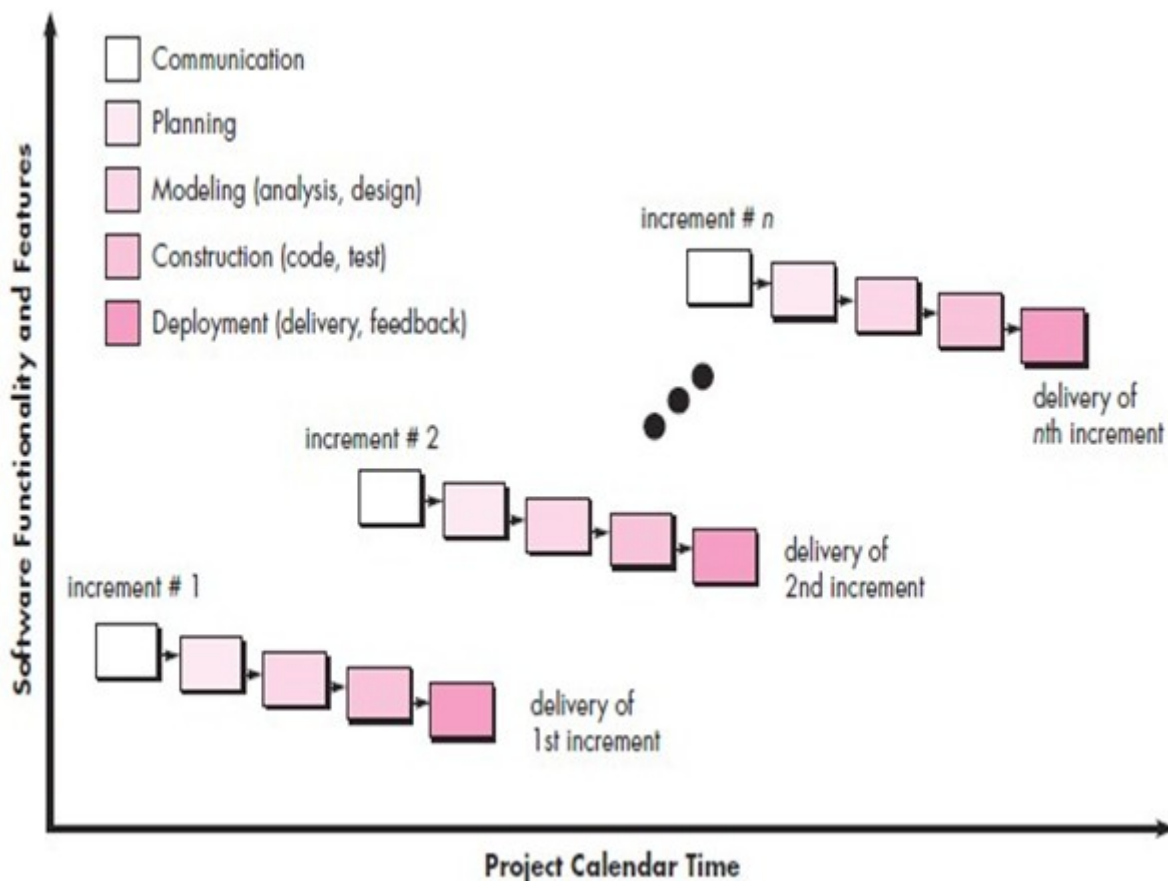 Software Functionality and Features
Communication
Planning
Modeling (analysis, design)
Construction (code, test)
Deployment (delivery, feedback)
increment # n
delivery of
nth increment
increment # 2
delivery of
2nd increment
increment # 1
delivery of
1st increment
Project Calendar Time